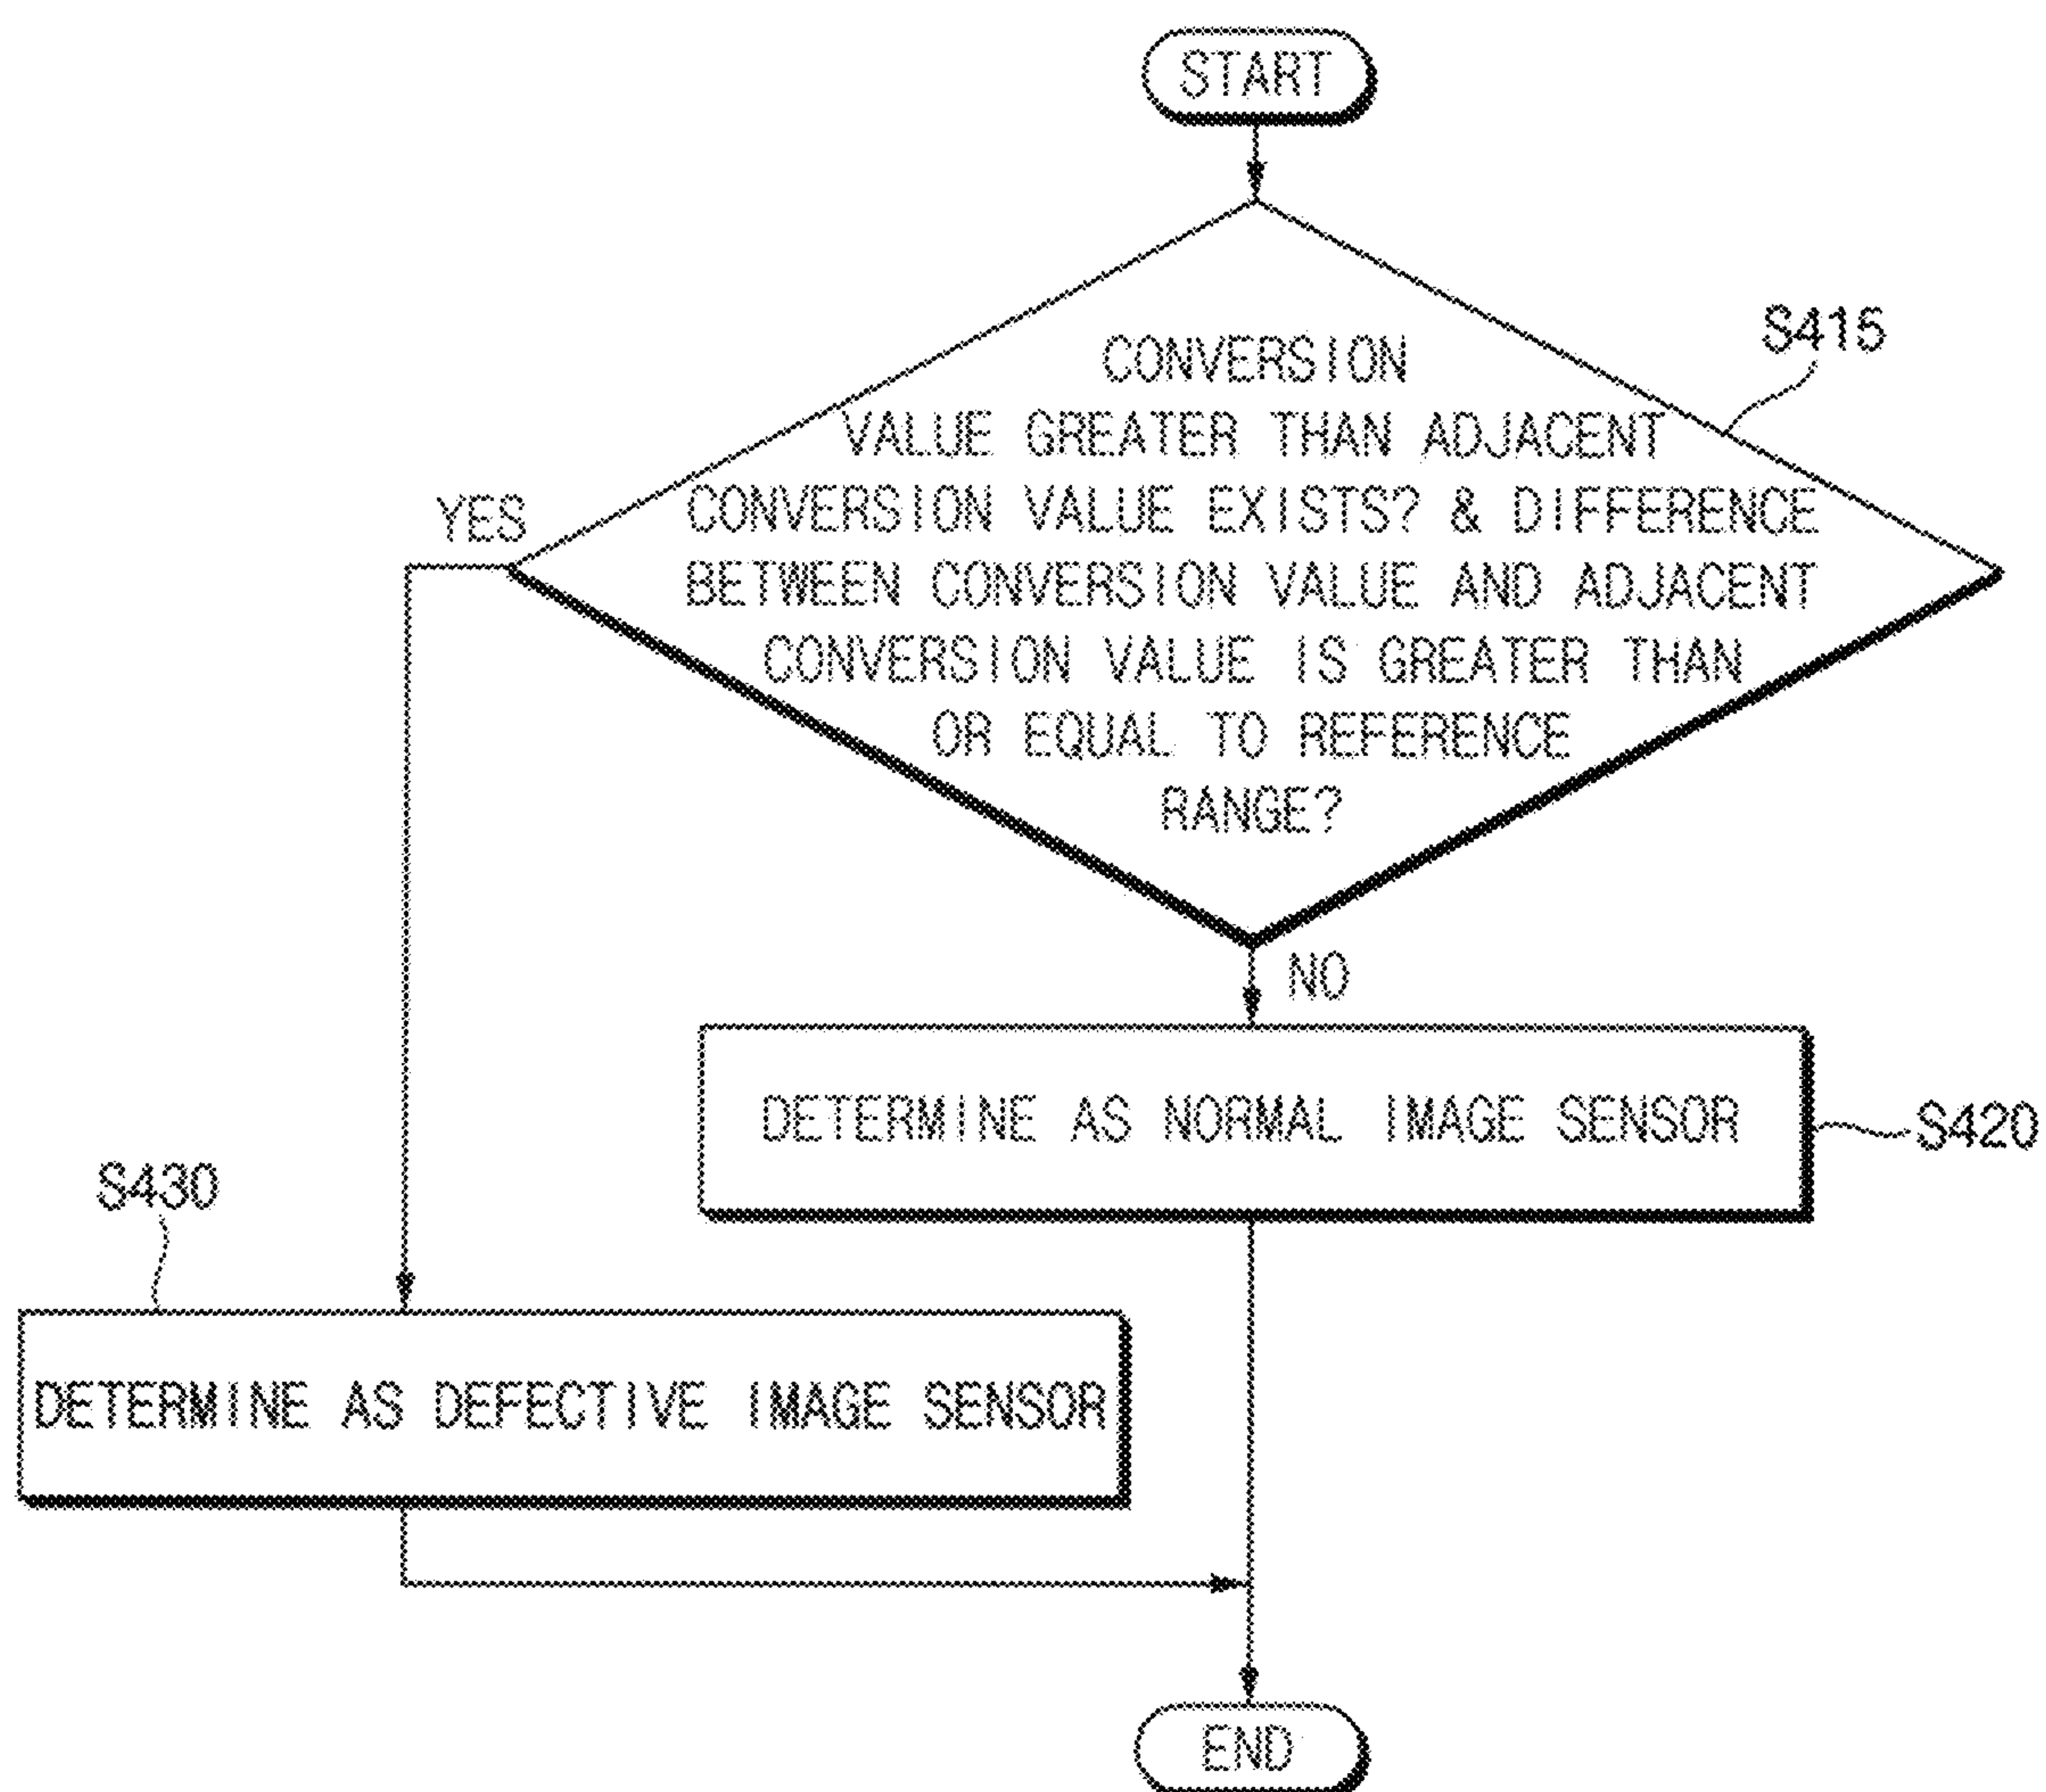 START
S415
CONVERSION
VALUE GREATER THAN ADJACENT
CONVERSION VALUE EXISTS? & DIFFERENCE
BETWEEN CONVERSION VALUE AND ADJACENT
CONVERSION VALUE IS GREATER THAN
OR EQUAL TO REFERENCE
RANGE?
YES
NO
DETERMINE AS NORMAL IMAGE SENSOR
S420
S430
DETERMINE AS DEFECTIVE IMAGE SENSOR
END